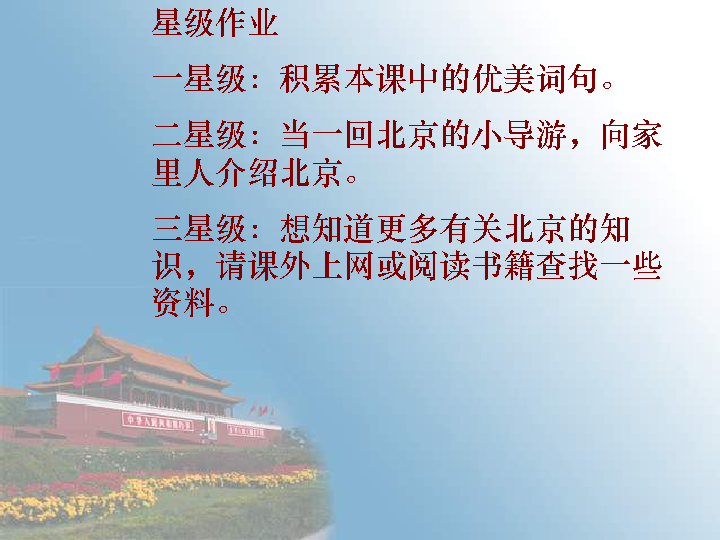 星级作业
一星级：积累本课中的优美词句。
二星级：当一回北京的小导游，向家
里人介绍北京。
三星级：想知道更多有关北京的知
识，请课外上网或阅读书籍查找一些
资料。